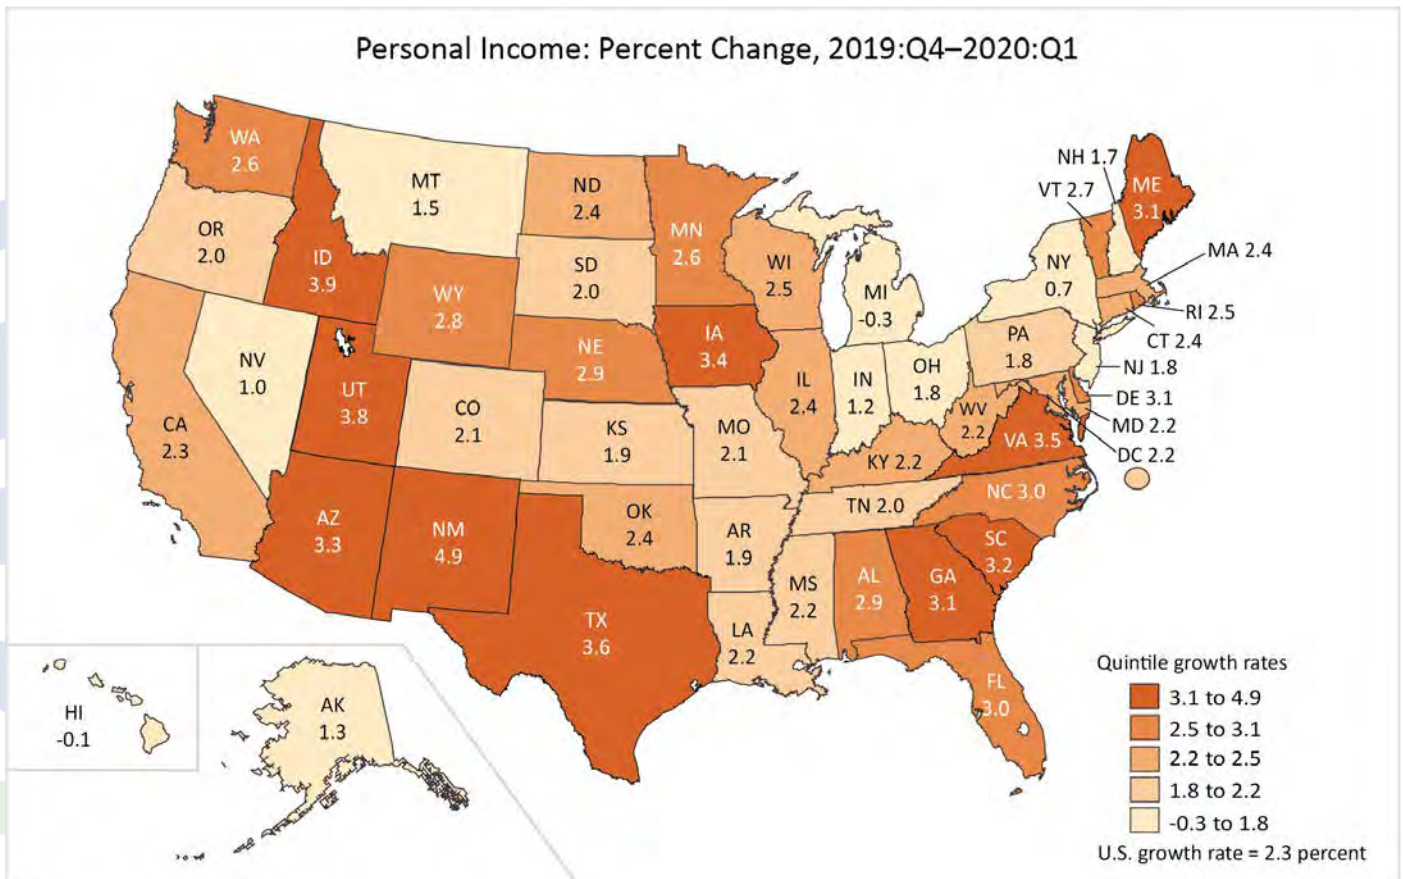 Personal Income: Percent Change, 2019:Q4–2020:Q1
WA
2.6
OR
2.0
CA
2.3
NV
1.0
ID
3.9
MT
1.5
WY
2.8
UT
3.8
AZ
3.3
CO
2.1
NM
4.9
ND
2.4
SD
2.0
NE
2.9
KS
1.9
OK
2.4
TX
3.6
MN
2.6
IA
3.4
MO
2.1
AR
1.9
LA
2.2
WI
2.5
IL
2.4
MS
2.2
MI
-0.3
IN
1.2
OH
1.8
KY 2.2
TN 2.0
AL
2.9
GA
3.1
FL
3.0
SC
3.2
NC 3.0
VA 3.5
WV
2.2
PA
1.8
NY
0.7
NH 1.7
VT 2.7
ME
3.1
MA 2.4
RI 2.5
CT 2.4
NJ 1.8
DE 3.1
MD 2.2
DC 2.2
HI
-0.1
AK
1.3
Quintile growth rates
3.1 to 4.9
2.5 to 3.1
2.2 to 2.5
1.8 to 2.2
-0.3 to 1.8
U.S. growth rate = 2.3 percent